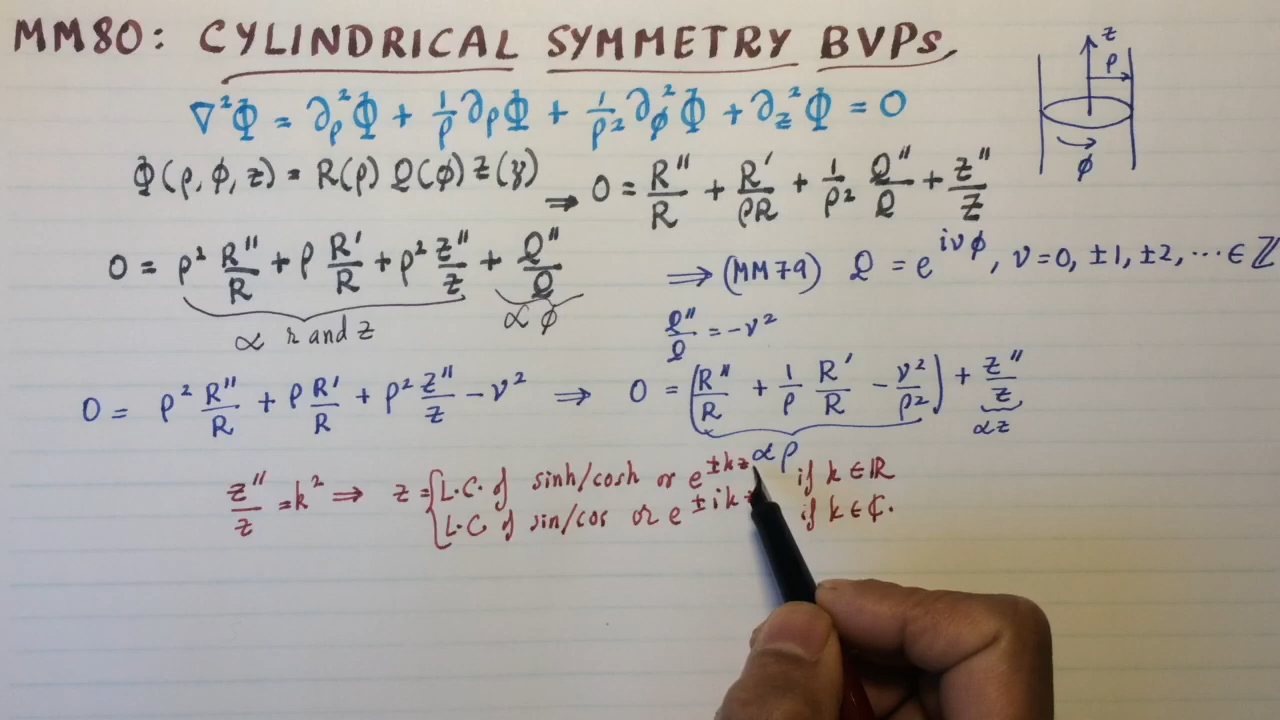 MM80: CYLINDRICAL SYMMETRY BVPs.
∇²Φ = ∂ρ²Φ + 1/ρ ∂ρΦ + 1/ρ² ∂φ²Φ + ∂z²Φ = 0
z
ρ
φ
Φ(ρ, φ, z) = R(ρ) Q(φ) Z(z) ⇒ 0 = R''/R + R'/ρR + 1/ρ² Q''/Q + Z''/Z
0 = ρ² R''/R + ρ R'/R + ρ² Z''/Z + Q''/Q
∝ r and z
∝ φ
⇒ (MM79) Q = e^{iνφ}, ν = 0, ±1, ±2, ⋯ ∈ ℤ
Q''/Q = -ν²
0 = ρ² R''/R + ρ R'/R + ρ² Z''/Z - ν² ⇒ 0 = (R''/R + 1/ρ R'/R - ν²/ρ²) + Z''/Z
∝ ρ
∝ z
Z''/Z = k² ⇒ Z = { L.C. of sinh/cosh or e^{±kz} if k ∈ ℝ
L.C. of sin/cos or e^{±ik if k ∈ ℂ.